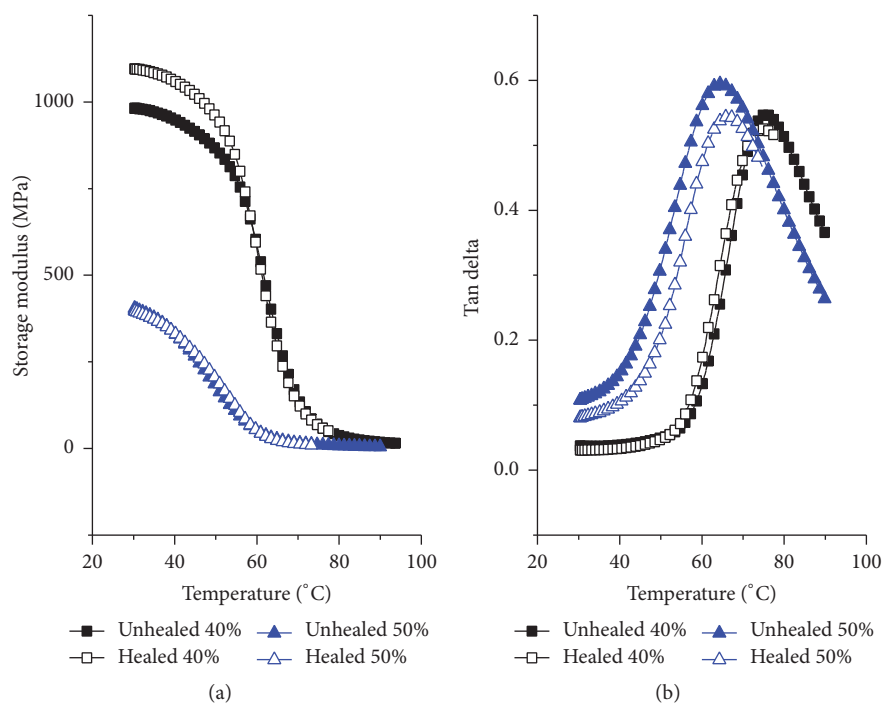 1000
500
0
Storage modulus (MPa)
20 40 60 80 100
Temperature (˚C)
Unhealed 40% Unhealed 50%
Healed 40% Healed 50%
(a)
0.6
0.4
0.2
0.0
Tan delta
20 40 60 80 100
Temperature (˚C)
Unhealed 40% Unhealed 50%
Healed 40% Healed 50%
(b)